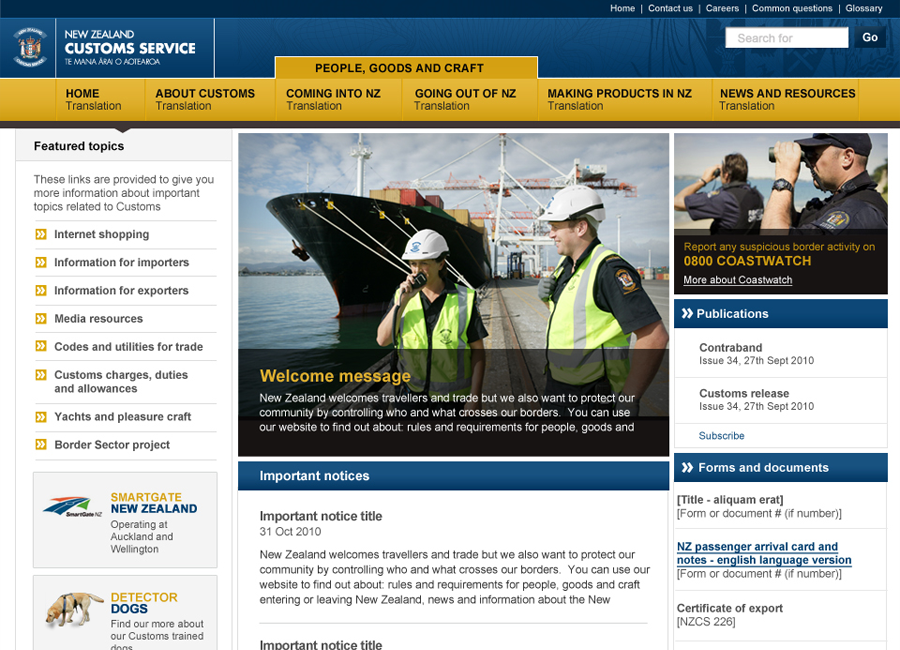 Home | Contact us | Careers | Common questions | Glossary
NEW ZEALAND
CUSTOMS SERVICE
TE MANA ĀRAI O AOTEAROA
Search for
Go
PEOPLE, GOODS AND CRAFT
HOME
Translation
ABOUT CUSTOMS
Translation
COMING INTO NZ
Translation
GOING OUT OF NZ
Translation
MAKING PRODUCTS IN NZ
Translation
NEWS AND RESOURCES
Translation
Featured topics
These links are provided to give you
more information about important
topics related to Customs
Internet shopping
Information for importers
Information for exporters
Media resources
Codes and utilities for trade
Customs charges, duties
and allowances
Yachts and pleasure craft
Border Sector project
SmartGate NZ
SMARTGATE
NEW ZEALAND
Operating at
Auckland and
Wellington
DETECTOR
DOGS
Find our more about
our Customs trained
dogs
Welcome message
New Zealand welcomes travellers and trade but we also want to protect our
community by controlling who and what crosses our borders.  You can use
our website to find out about: rules and requirements for people, goods and
Important notices
Important notice title
31 Oct 2010
New Zealand welcomes travellers and trade but we also want to protect our
community by controlling who and what crosses our borders.  You can use our
website to find out about: rules and requirements for people, goods and craft
entering or leaving New Zealand, news and information about the New
Important notice title
Report any suspicious border activity on
0800 COASTWATCH
More about Coastwatch
Publications
Contraband
Issue 34, 27th Sept 2010
Customs release
Issue 34, 27th Sept 2010
Subscribe
Forms and documents
[Title - aliquam erat]
[Form or document # (if number)]
NZ passenger arrival card and
notes - english language version
[Form or document # (if number)]
Certificate of export
[NZCS 226]